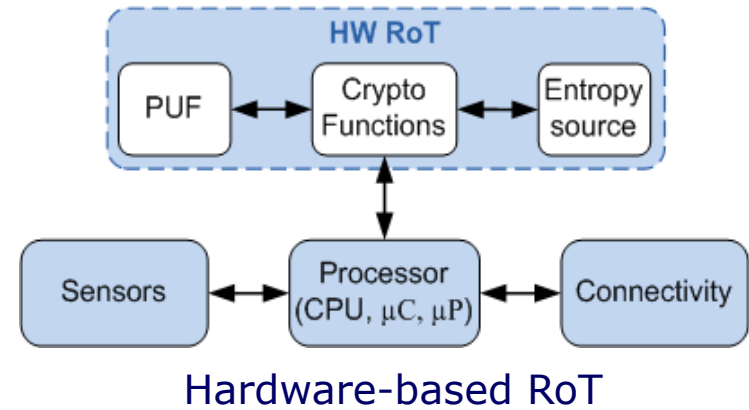 HW RoT
PUF
Crypto
Functions
Entropy
source
Sensors
Processor
(CPU, μC, μP)
Connectivity
Hardware-based RoT